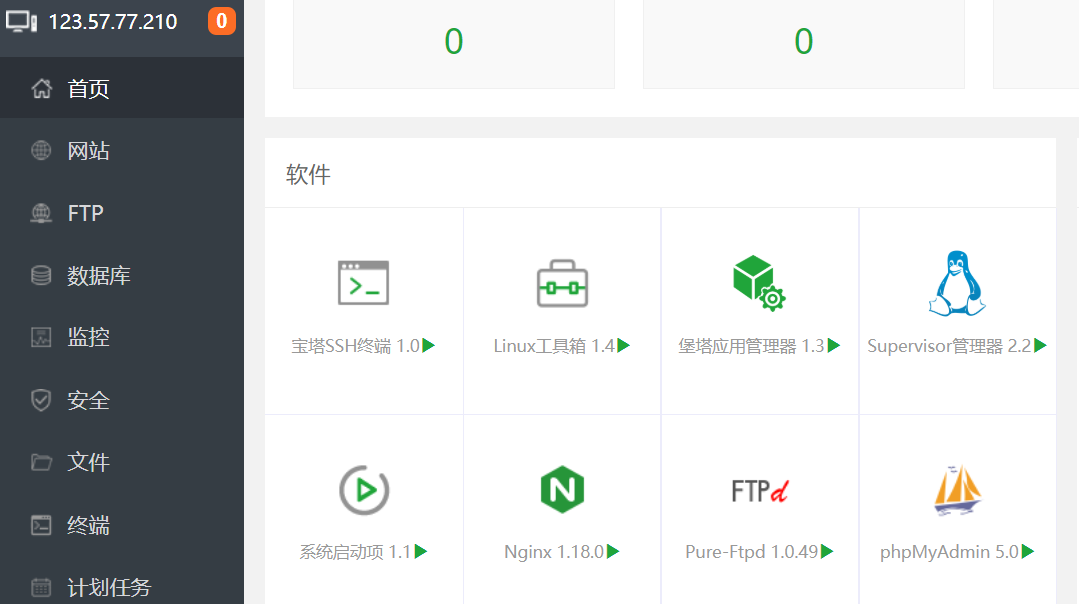 123.57.77.210 0
首页
网站
FTP
数据库
监控
安全
文件
终端
计划任务
0 0
软件
宝塔SSH终端 1.0 Linux工具箱 1.4 堡塔应用管理器 1.3 Supervisor管理器 2.2
FTPd
系统启动项 1.1 Nginx 1.18.0 Pure-Ftpd 1.0.49 phpMyAdmin 5.0